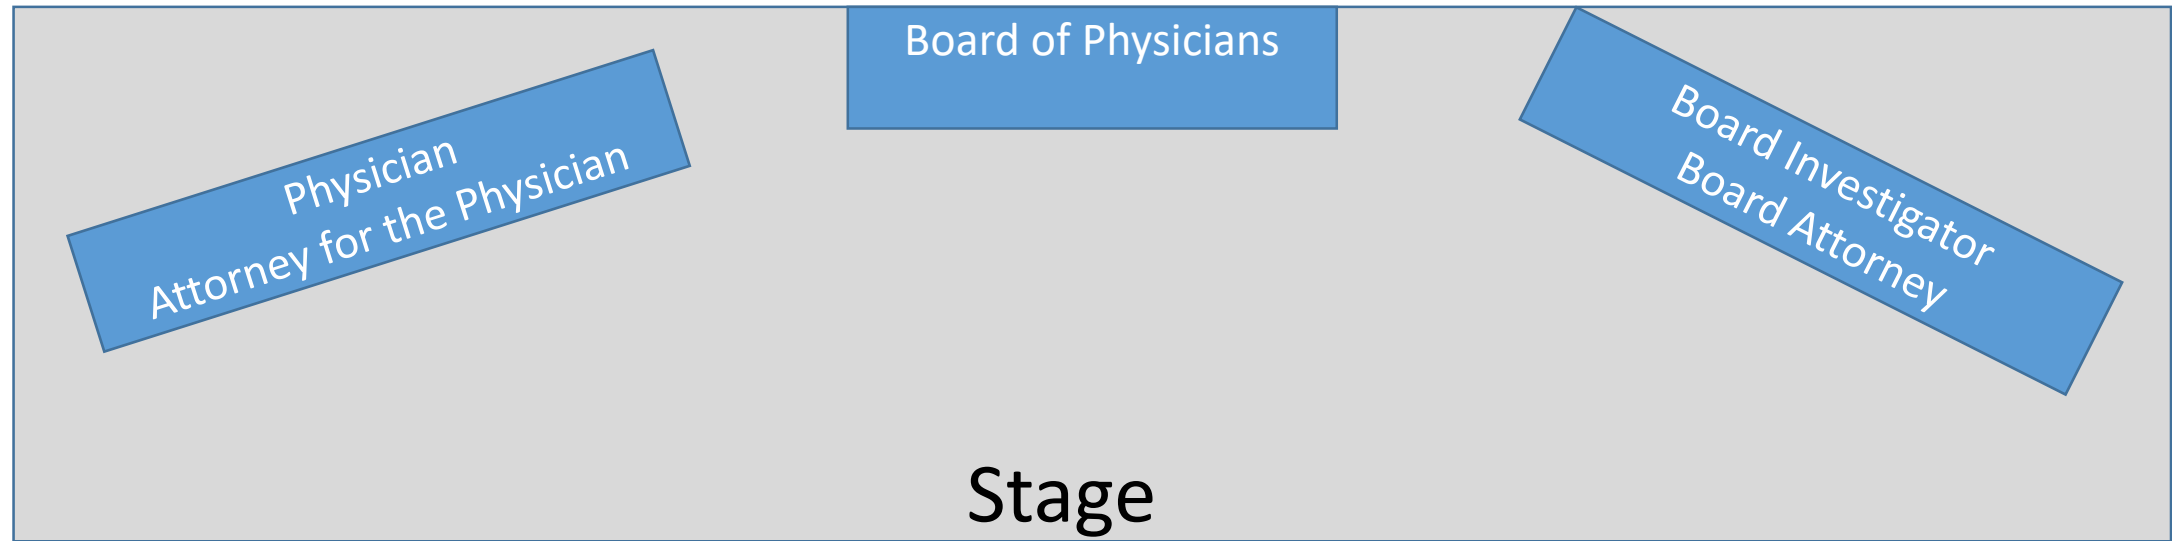 Board of Physicians
Physician
Attorney for the Physician
Board Investigator
Board Attorney
Stage